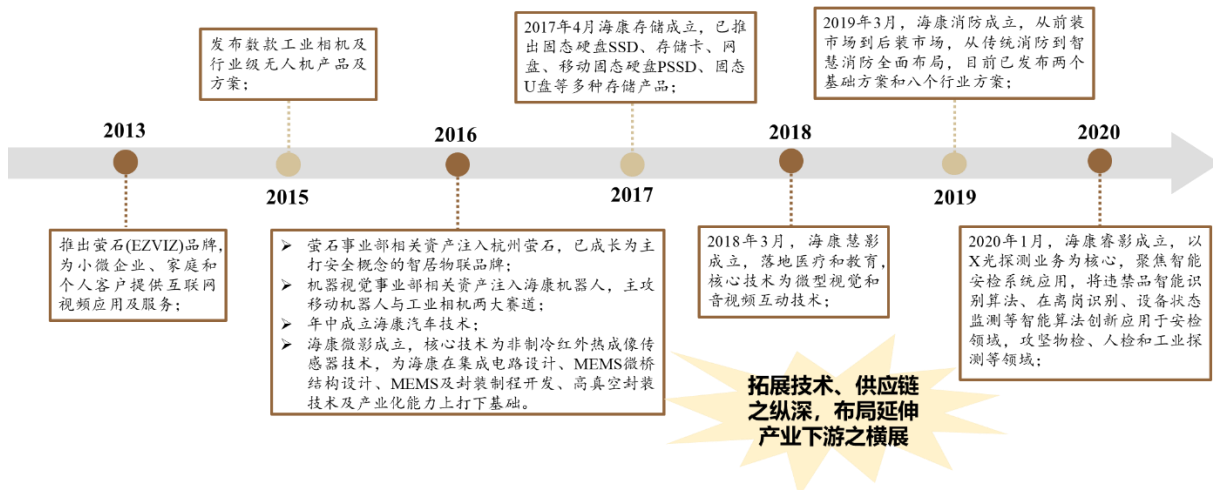 发布数款工业相机及
行业级无人机产品及
方案；
2017年4月海康存储成立，已推
出固态硬盘SSD、存储卡、网
盘、移动固态硬盘PSSD、固态
U盘等多种存储产品；
2019年3月，海康消防成立，从前装
市场到后装市场，从传统消防到智
慧消防全面布局，目前已发布两个
基础方案和八个行业方案；
2013
2016
2018
2020
2015
2017
2019
推出萤石(EZVIZ)品牌，
为小微企业、家庭和
个人客户提供互联网
视频应用及服务；
➢ 萤石事业部相关资产注入杭州萤石，已成长为主
打安全概念的智居物联品牌；
➢ 机器视觉事业部相关资产注入海康机器人，主攻
移动机器人与工业相机两大赛道；
➢ 年中成立海康汽车技术；
➢ 海康微影成立，核心技术为非制冷红外热成像传
感器技术，为海康在集成电路设计、MEMS微桥
结构设计、MEMS及封装制程开发、高真空封装
技术及产业化能力上打下基础。
2018年3月，海康慧影
成立，落地医疗和教育，
核心技术为微型视觉和
音视频互动技术；
2020年1月，海康睿影成立，以
X光探测业务为核心，聚焦智能
安检系统应用，将违禁品智能识
别算法、在离岗识别、设备状态
监测等智能算法创新应用于安检
领域，攻坚物检、人检和工业探
测等领域；
拓展技术、供应链
之纵深，布局延伸
产业下游之横展